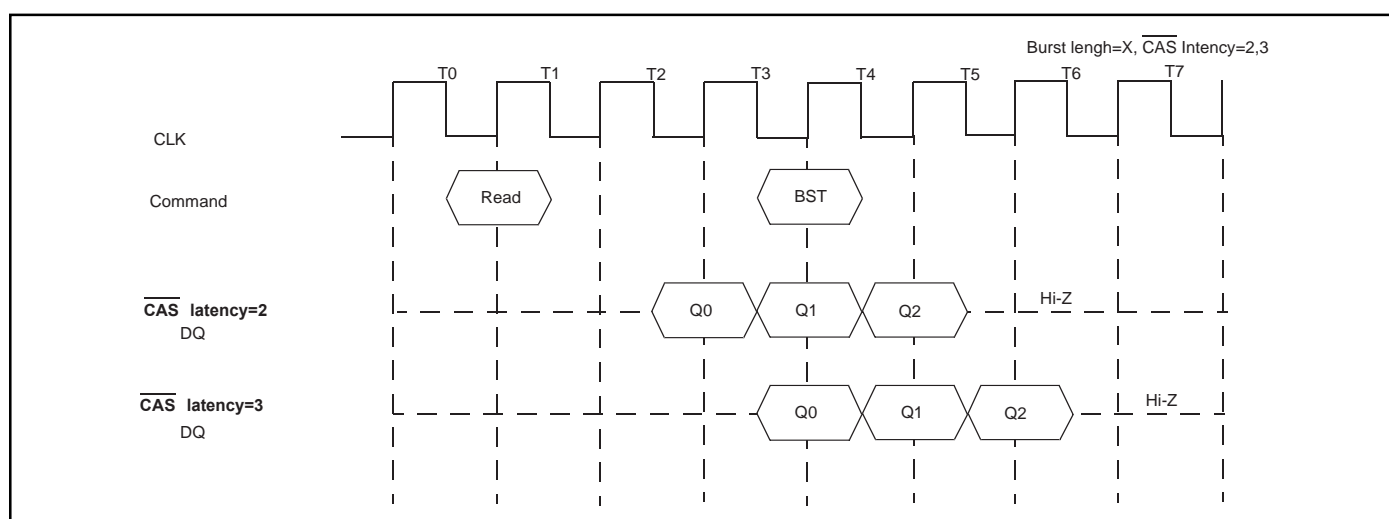 Burst lengh=X, CAS Intency=2,3
T0 T1 T2 T3 T4 T5 T6 T7
CLK
Command Read BST
CAS latency=2
DQ
Q0 Q1 Q2 Hi-Z
CAS latency=3
DQ
Q0 Q1 Q2 Hi-Z